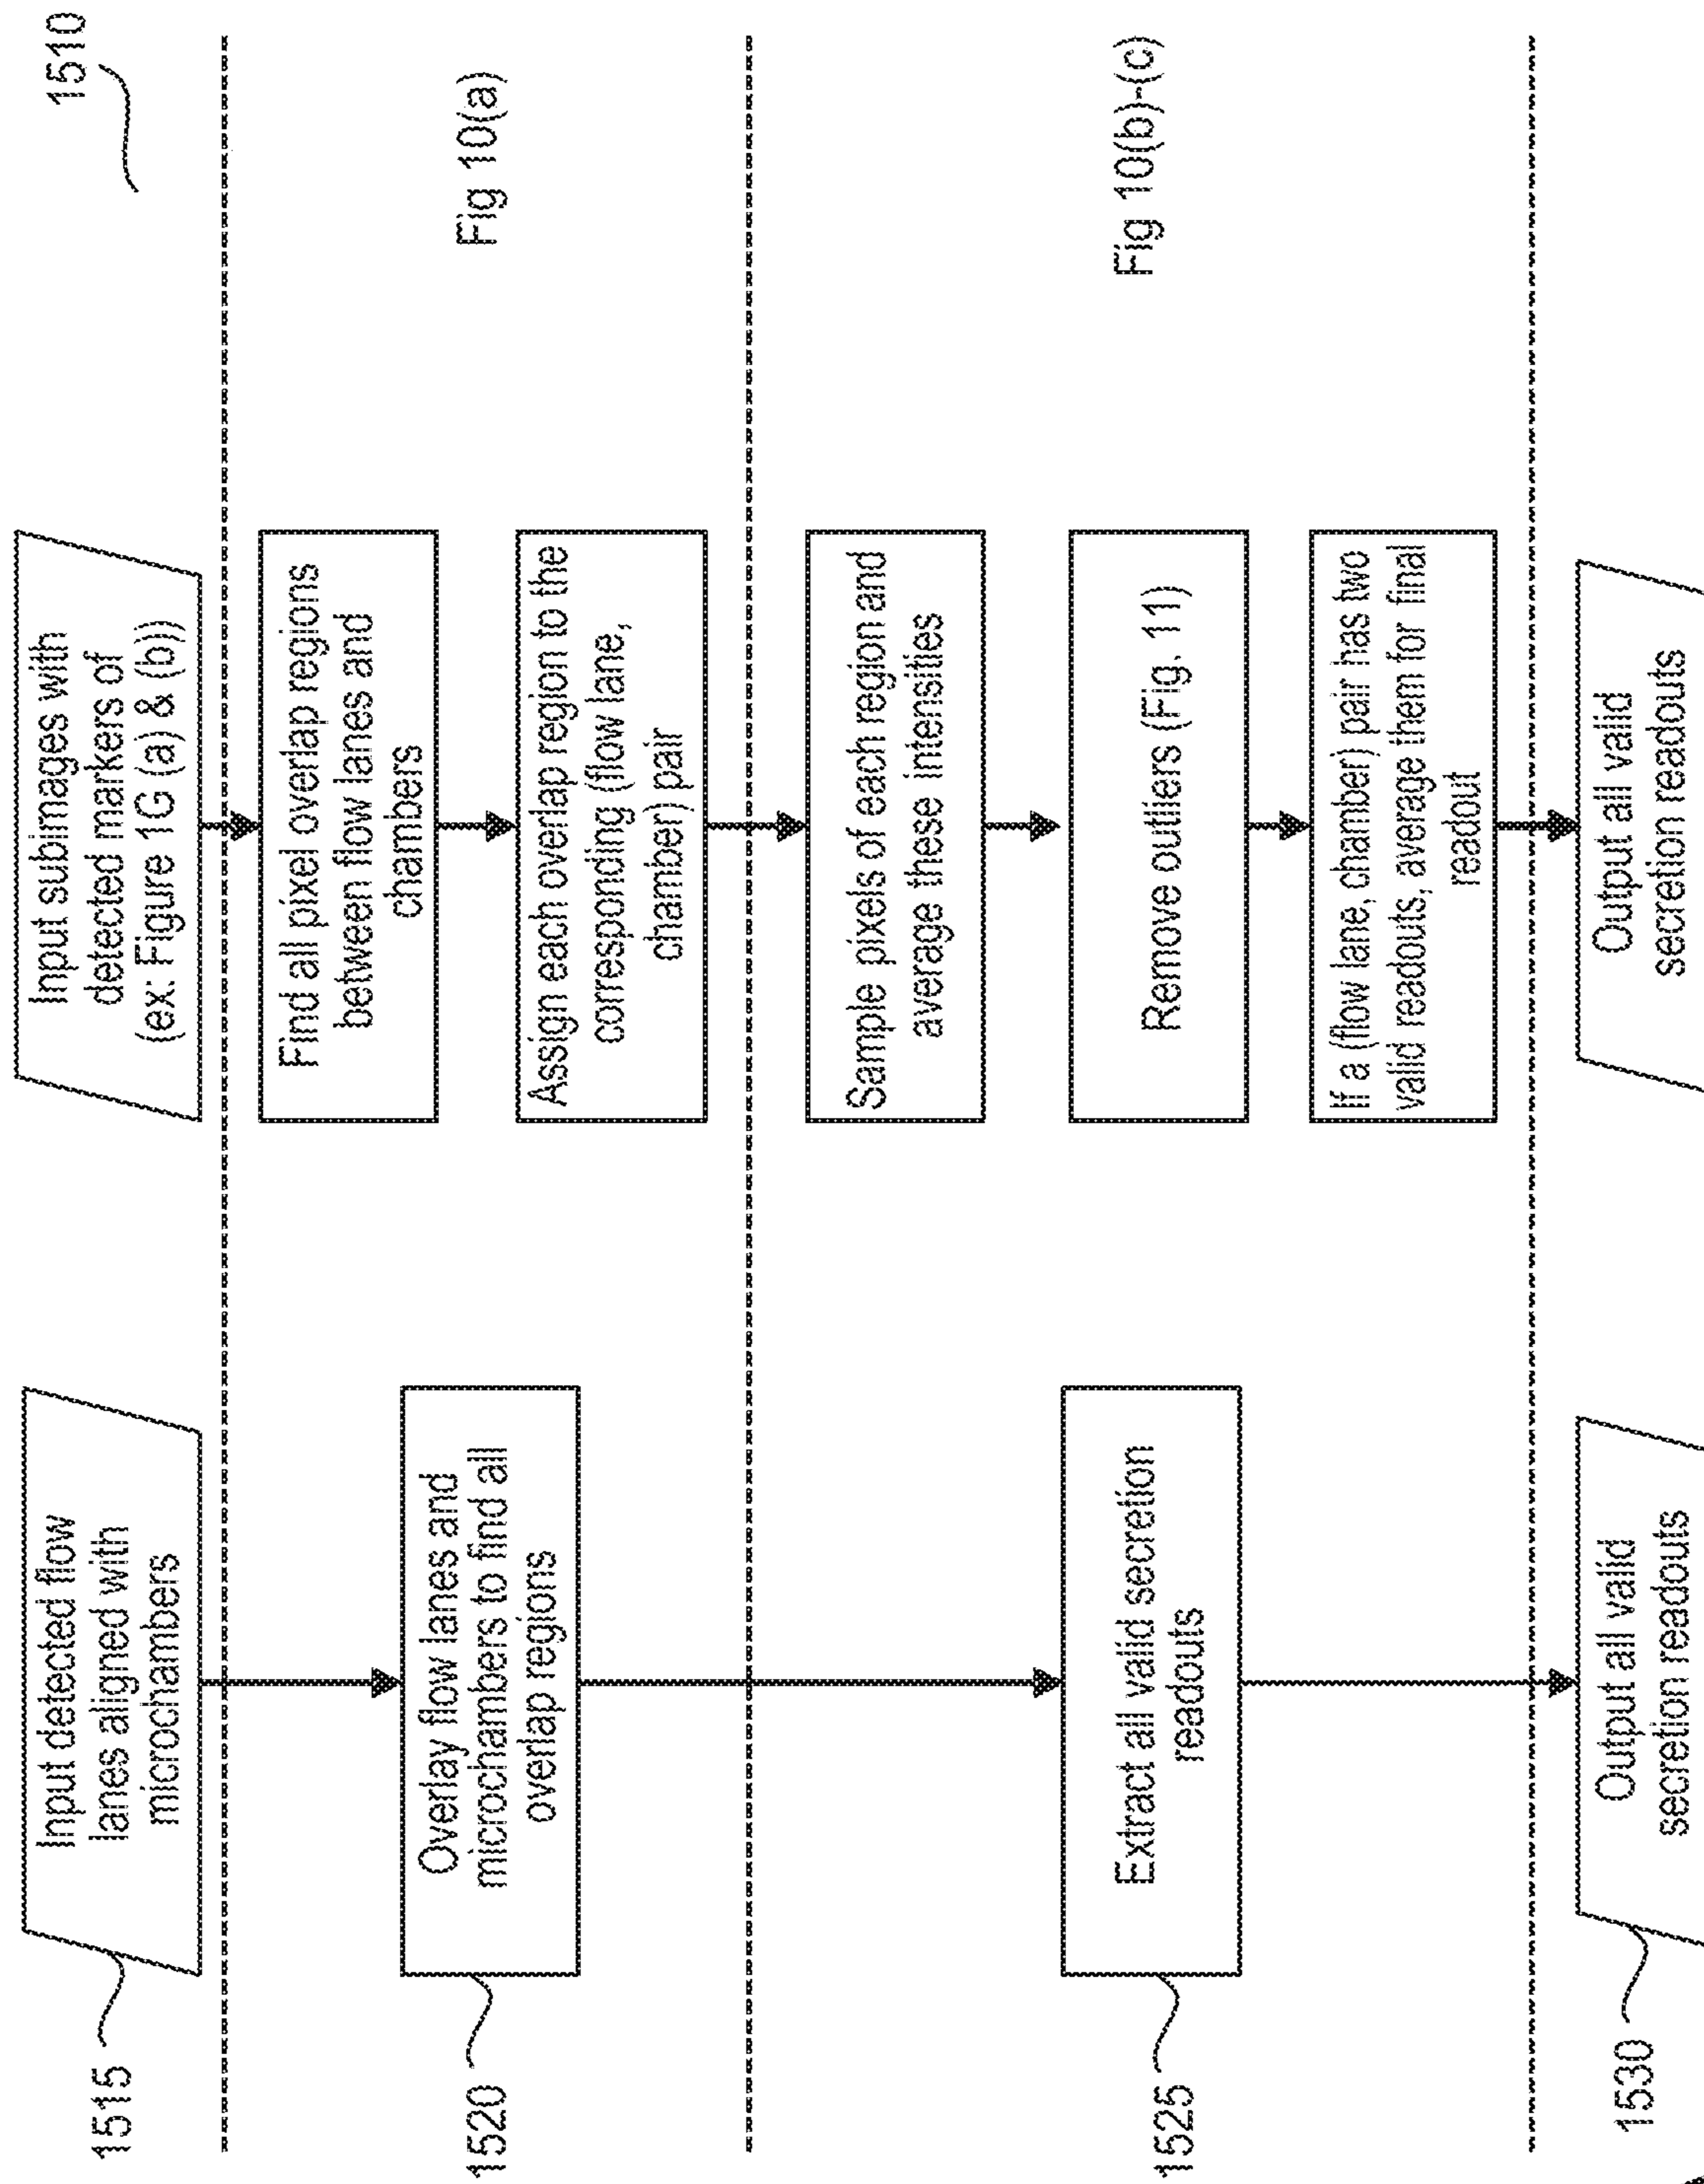 1510
1515
Input detected flow
lanes aligned with
microchambers
Input subimages with
detected markers of
(ex: Figure 1G (a) & (b))
1520
Overlay flow lanes and
microchambers to find all
overlap regions
Find all pixel overlap regions
between flow lanes and
chambers
Assign each overlap region to the
corresponding (flow lane,
chamber) pair
Fig 10(a)
1525
Extract all valid secretion
readouts
Sample pixels of each region and
average these intensities
Remove outliers (Fig. 11)
If a (flow lane, chamber) pair has two
valid readouts, average them for final
readout
Fig 10(b)-(c)
1530
Output all valid
secretion readouts
Output all valid
secretion readouts